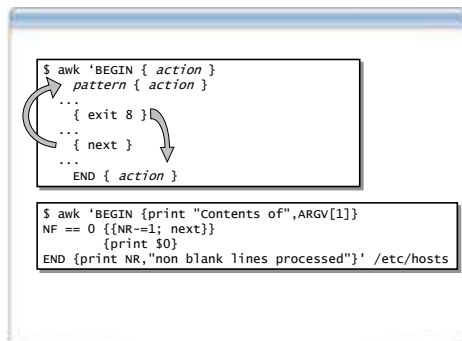 $ awk ‘BEGIN { action }
pattern { action }
...
{ exit 8 }
...
{ next }
...
END { action }
$ awk ‘BEGIN {print "Contents of",ARGV[1]}
NF == 0 {{NR-=1; next}}
{print $0}
END {print NR,"non blank lines processed"}' /etc/hosts